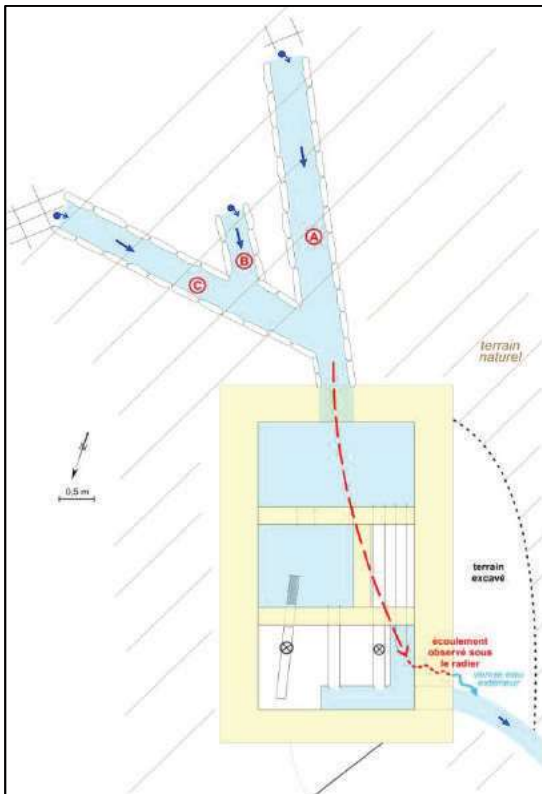 A
B
C
terrain
naturel
N
0,5 m
terrain
excavé
écoulement
observé sous
le radier
venue eau
extérieur